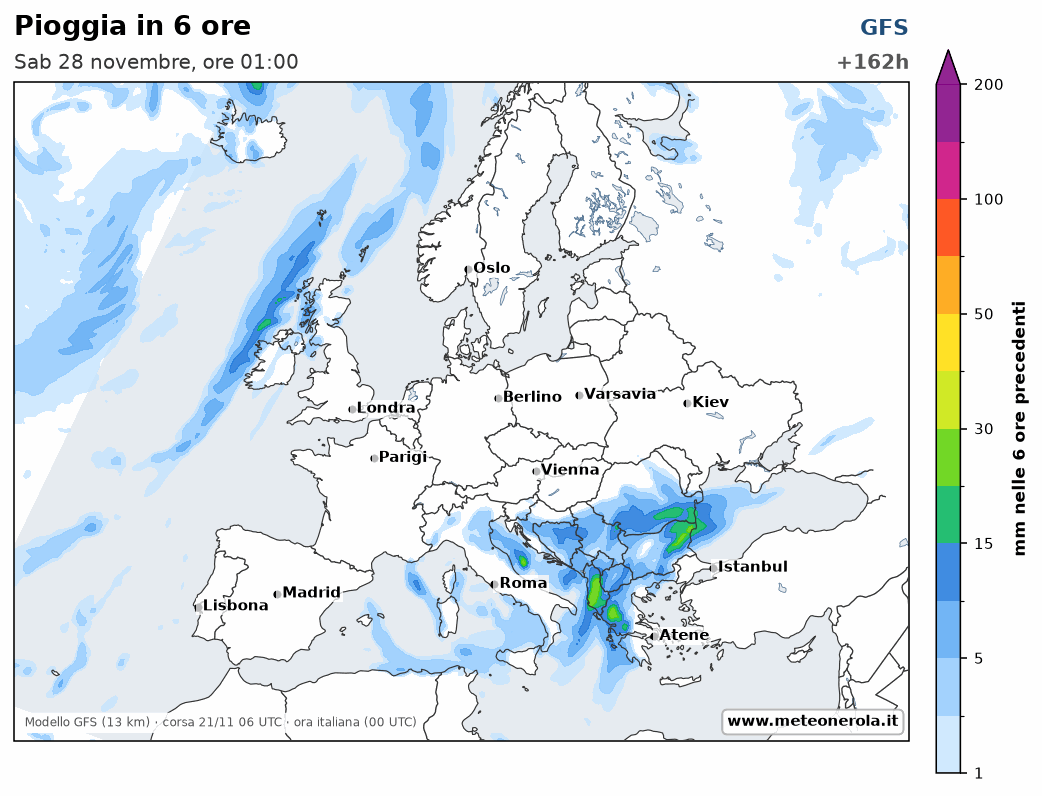 Pioggia in 6 ore
GFS
Sab 28 novembre, ore 01:00
+162h
200
100
50
30
15
5
1
mm nelle 6 ore precedenti
Oslo
Berlino
Varsavia
Kiev
Londra
Parigi
Vienna
Istanbul
Roma
Madrid
Lisbona
Atene
Modello GFS (13 km) · corsa 21/11 06 UTC · ora italiana (00 UTC)
www.meteonerola.it